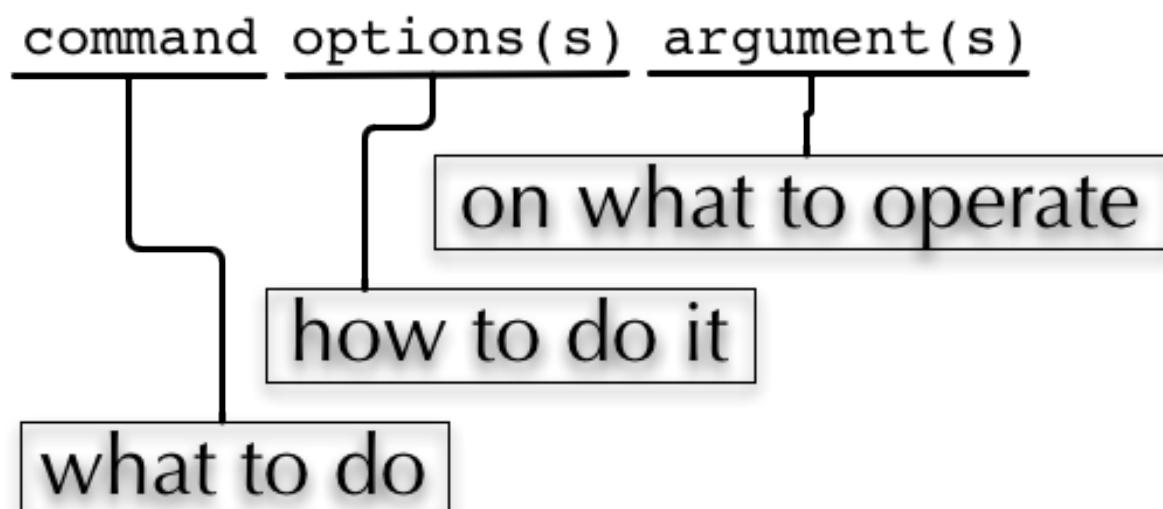 command options(s) argument(s)
on what to operate
how to do it
what to do